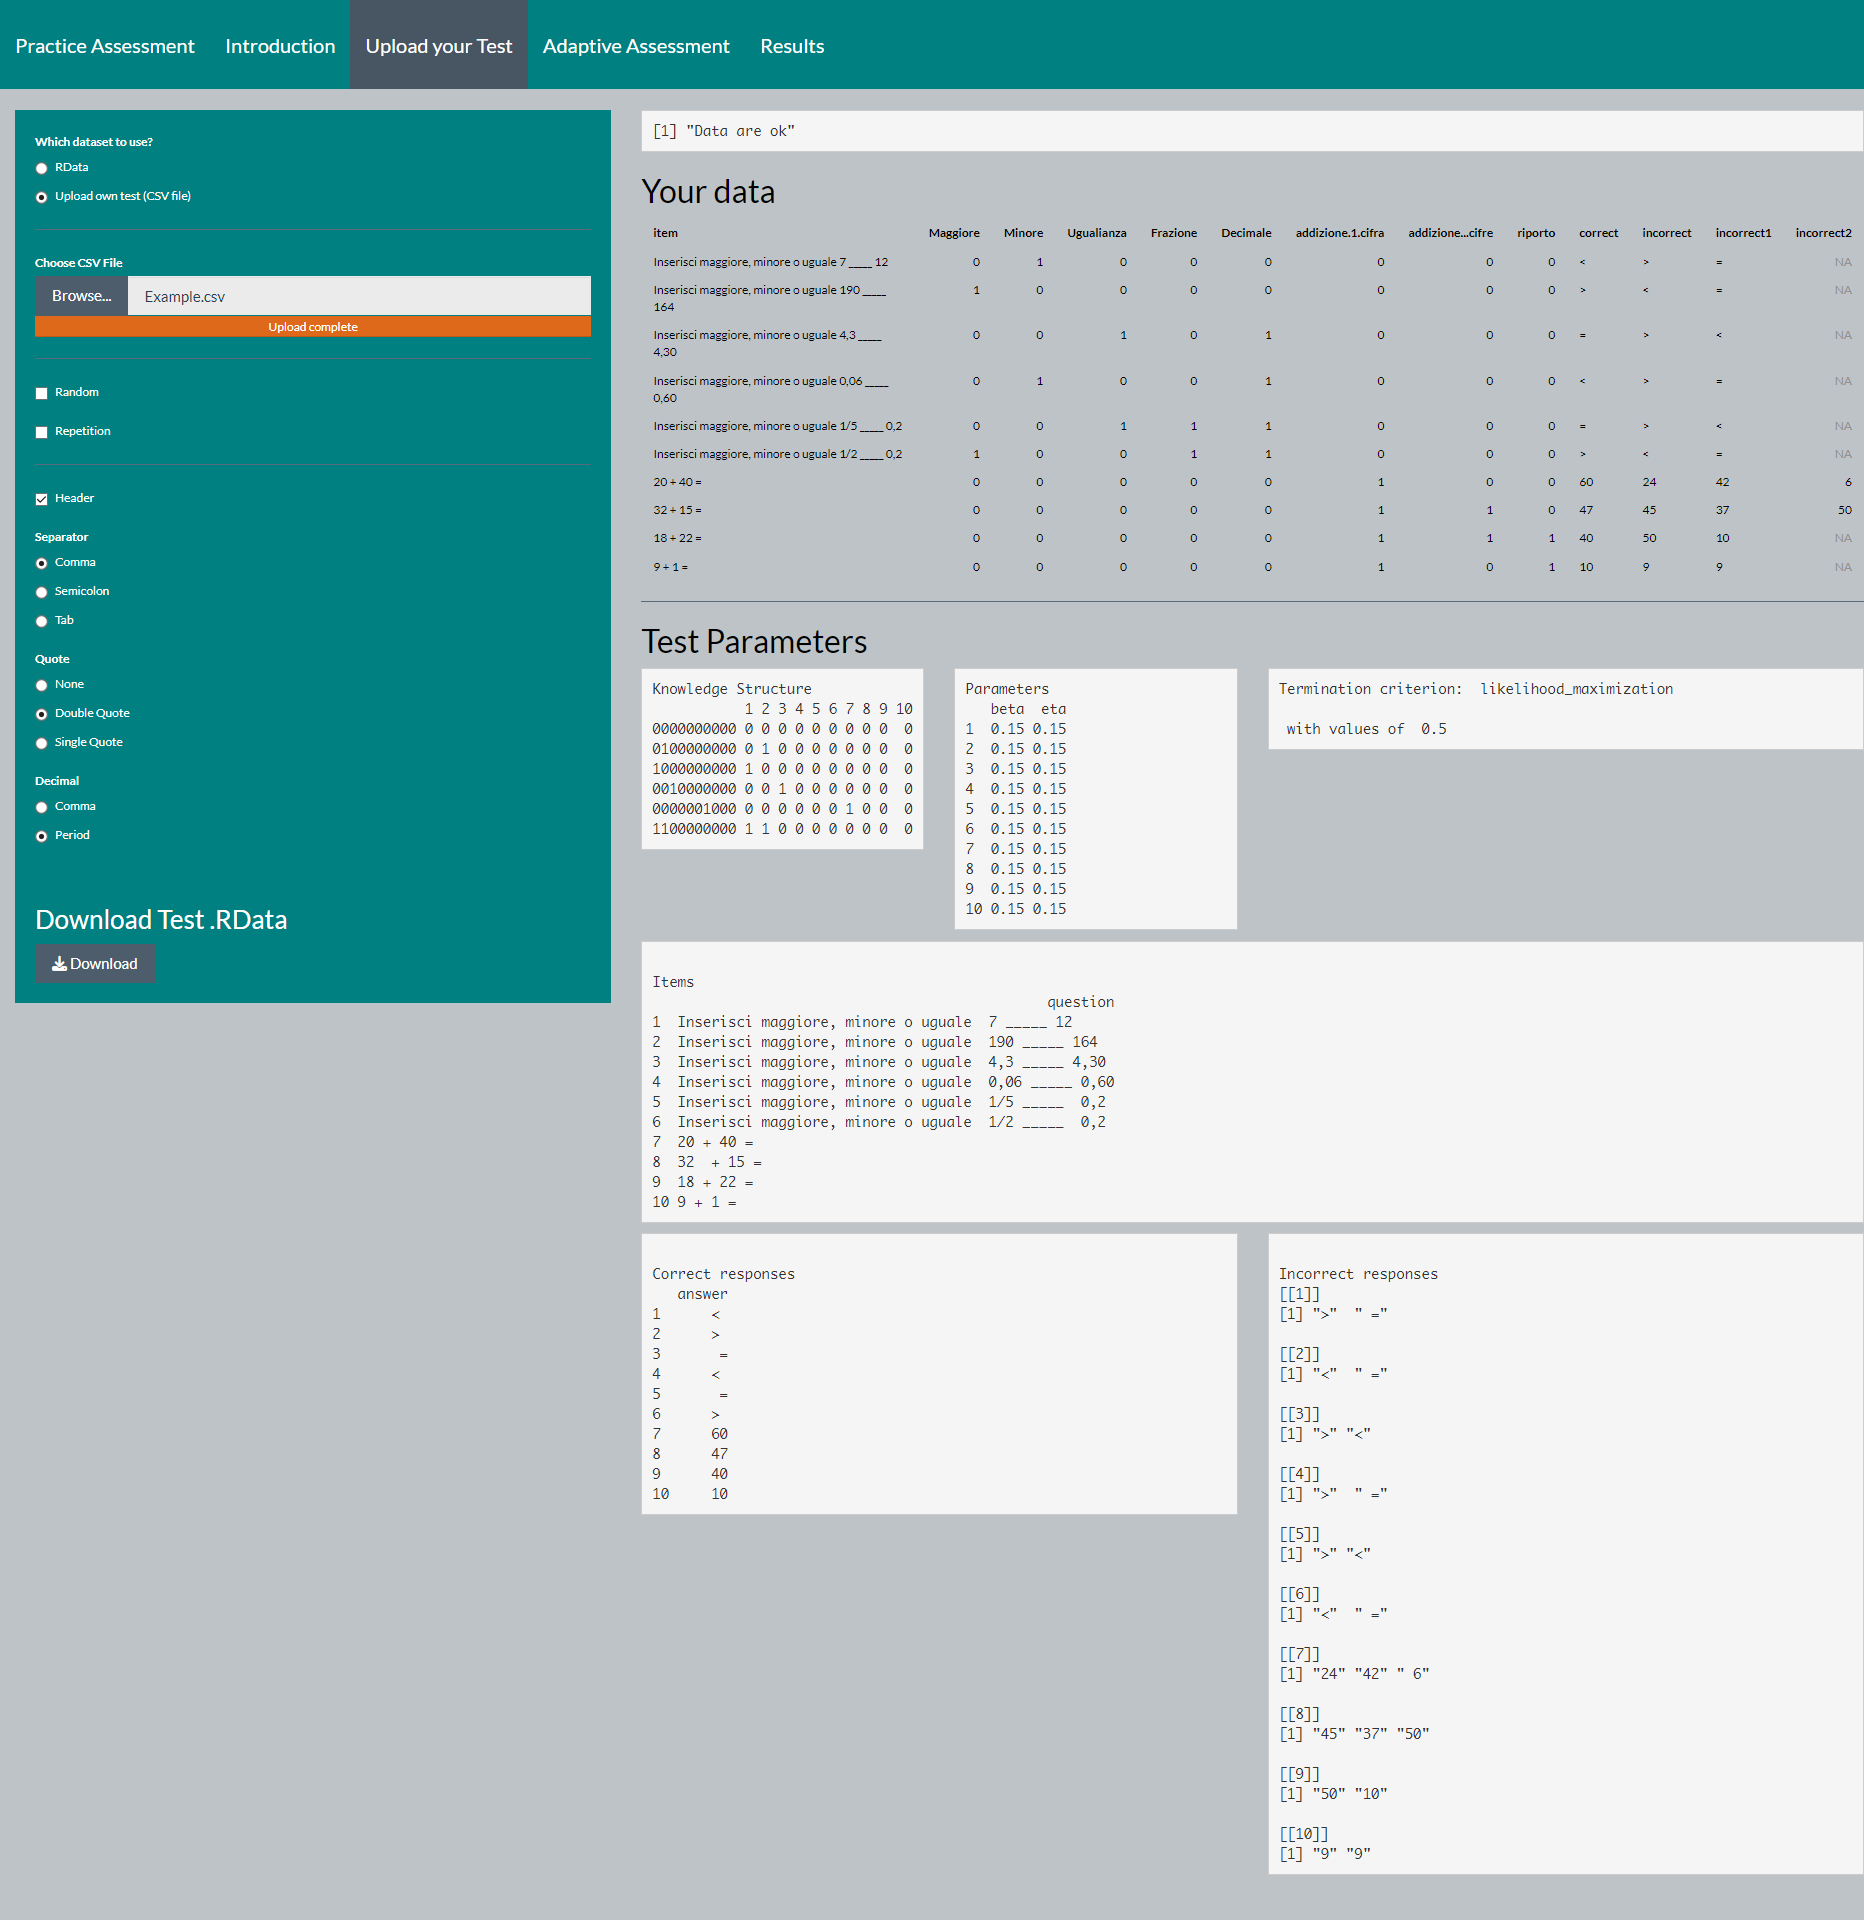 Practice Assessment Introduction Upload your Test Adaptive Assessment Results
Which dataset to use?
RData
Upload own test (CSV file)
Choose CSV File
Browse... Example.csv
Upload complete
Random
Repetition
Header
Separator
Comma
Semicolon
Tab
Quote
None
Double Quote
Single Quote
Decimal
Comma
Period
Download Test .RData
Download
[1] "Data are ok"
Your data
item Maggiore Minore Ugualianza Frazione Decimale addizione.1.cifra addizione...cifre riporto correct incorrect incorrect1 incorrect2
Inserisci maggiore, minore o uguale 7 _____ 12 0 1 0 0 0 0 0 0 < > = NA
Inserisci maggiore, minore o uguale 190 _____ 1 0 0 0 0 0 0 0 > < = NA
164
Inserisci maggiore, minore o uguale 4,3 _____ 0 0 1 0 1 0 0 0 = > < NA
4,30
Inserisci maggiore, minore o uguale 0,06 _____ 0 1 0 0 1 0 0 0 < > = NA
0,60
Inserisci maggiore, minore o uguale 1/5 _____ 0,2 0 0 1 1 1 0 0 0 = > < NA
Inserisci maggiore, minore o uguale 1/2 _____ 0,2 1 0 0 1 1 0 0 0 > < = NA
20 + 40 = 0 0 0 0 0 1 0 0 60 24 42 6
32 + 15 = 0 0 0 0 0 1 1 0 47 45 37 50
18 + 22 = 0 0 0 0 0 1 1 1 40 50 10 NA
9 + 1 = 0 0 0 0 0 1 0 1 10 9 9 NA
Test Parameters
Knowledge Structure
1 2 3 4 5 6 7 8 9 10
0000000000 0 0 0 0 0 0 0 0 0 0
0100000000 0 1 0 0 0 0 0 0 0 0
1000000000 1 0 0 0 0 0 0 0 0 0
0010000000 0 0 1 0 0 0 0 0 0 0
0000001000 0 0 0 0 0 0 1 0 0 0
1100000000 1 1 0 0 0 0 0 0 0 0
Parameters
beta eta
1 0.15 0.15
2 0.15 0.15
3 0.15 0.15
4 0.15 0.15
5 0.15 0.15
6 0.15 0.15
7 0.15 0.15
8 0.15 0.15
9 0.15 0.15
10 0.15 0.15
Termination criterion: likelihood_maximization
with values of 0.5
Items
question
1 Inserisci maggiore, minore o uguale 7 _____ 12
2 Inserisci maggiore, minore o uguale 190 _____ 164
3 Inserisci maggiore, minore o uguale 4,3 _____ 4,30
4 Inserisci maggiore, minore o uguale 0,06 _____ 0,60
5 Inserisci maggiore, minore o uguale 1/5 _____ 0,2
6 Inserisci maggiore, minore o uguale 1/2 _____ 0,2
7 20 + 40 =
8 32 + 15 =
9 18 + 22 =
10 9 + 1 =
Correct responses
answer
1 <
2 >
3 =
4 <
5 =
6 >
7 60
8 47
9 40
10 10
Incorrect responses
[[1]]
[1] ">" " ="
[[2]]
[1] "<" " ="
[[3]]
[1] ">" "<"
[[4]]
[1] ">" " ="
[[5]]
[1] ">" "<"
[[6]]
[1] "<" " ="
[[7]]
[1] "24" "42" " 6"
[[8]]
[1] "45" "37" "50"
[[9]]
[1] "50" "10"
[[10]]
[1] "9" "9"